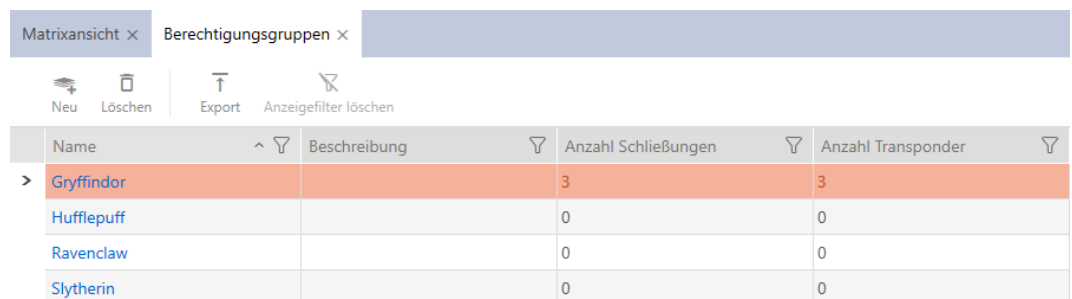 Matrixansicht × Berechtigungsgruppen ×
Neu Löschen Export Anzeigefilter löschen
Name Beschreibung Anzahl Schließungen Anzahl Transponder
Gryffindor 3 3
Hufflepuff 0 0
Ravenclaw 0 0
Slytherin 0 0